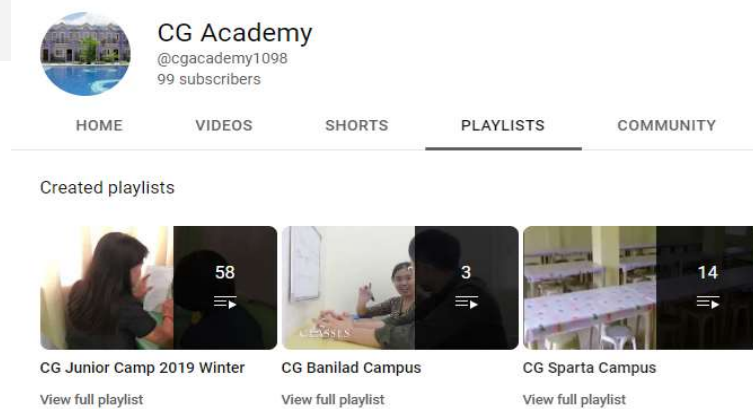 CG Academy
@cgacademy1098
99 subscribers
HOME VIDEOS SHORTS PLAYLISTS COMMUNITY
Created playlists
58 3 14
CLASSES
CG Junior Camp 2019 Winter CG Banilad Campus CG Sparta Campus
View full playlist View full playlist View full playlist